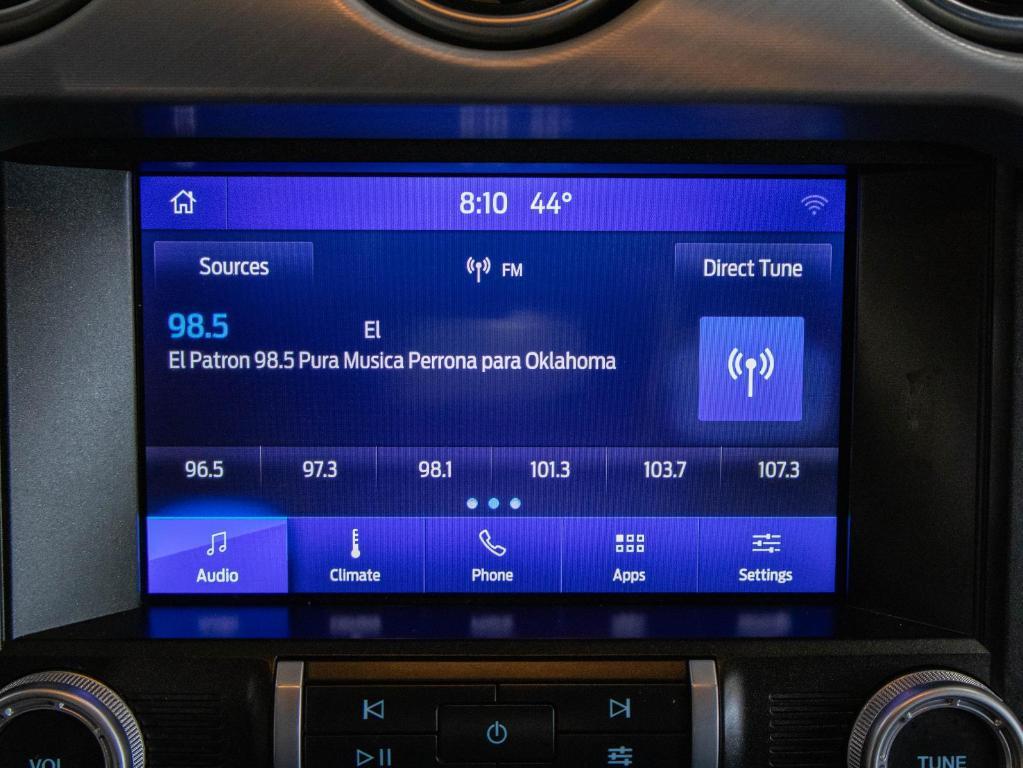 8:10 44°
Sources FM Direct Tune
98.5 El
El Patron 98.5 Pura Musica Perrona para Oklahoma
96.5 97.3 98.1 101.3 103.7 107.3
Audio Climate Phone Apps Settings
VOL TUNE